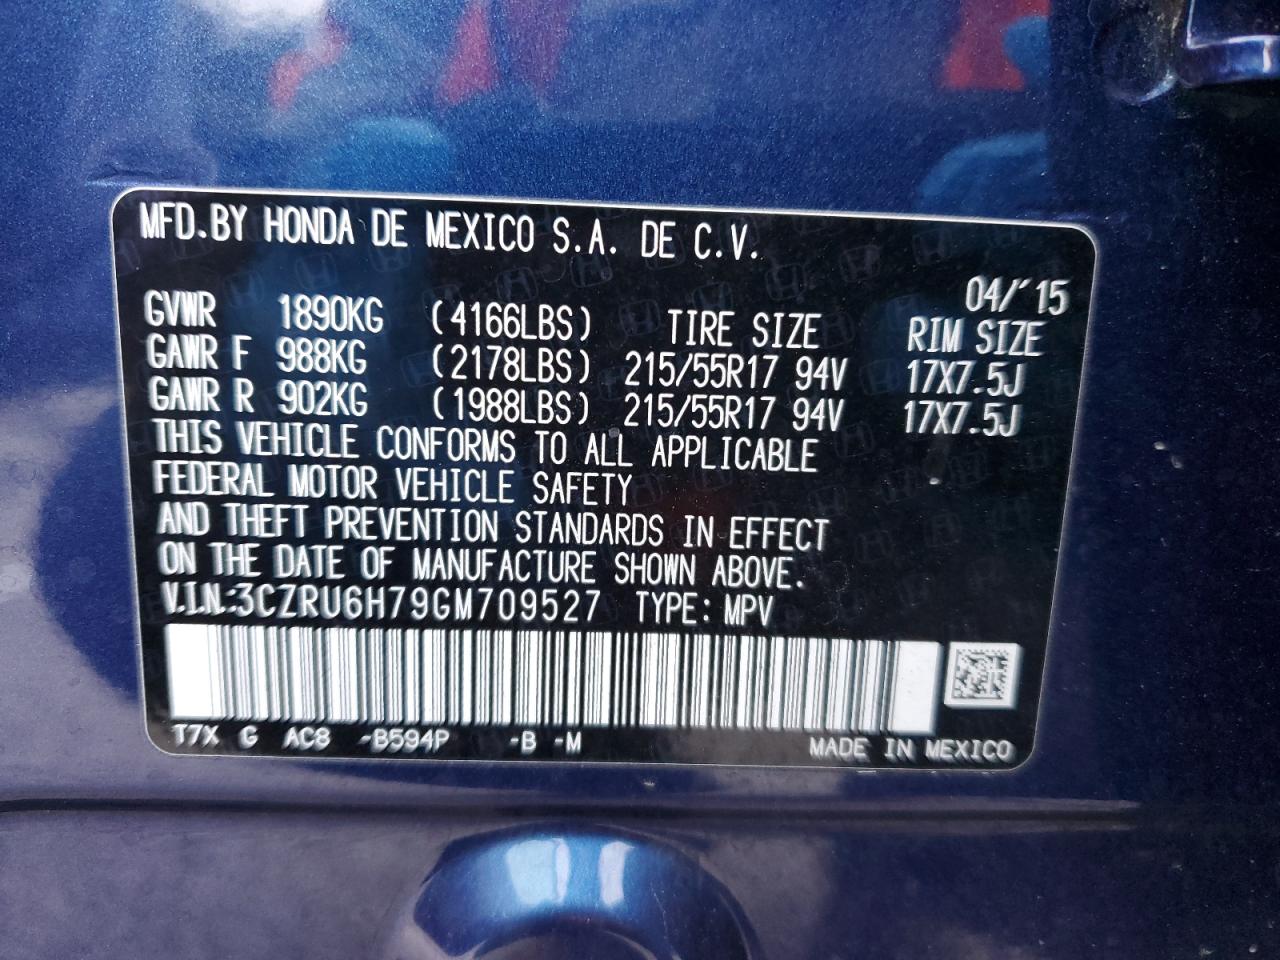 MFD.BY HONDA DE MEXICO S.A. DE C.V.
04/'15
GVWR 1890KG (4166LBS) TIRE SIZE RIM SIZE
GAWR F 988KG (2178LBS) 215/55R17 94V 17X7.5J
GAWR R 902KG (1988LBS) 215/55R17 94V 17X7.5J
THIS VEHICLE CONFORMS TO ALL APPLICABLE
FEDERAL MOTOR VEHICLE SAFETY
AND THEFT PREVENTION STANDARDS IN EFFECT
ON THE DATE OF MANUFACTURE SHOWN ABOVE.
V.I.N.:3CZRU6H79GM709527 TYPE: MPV
T7X G AC8 -B594P -B -M MADE IN MEXICO